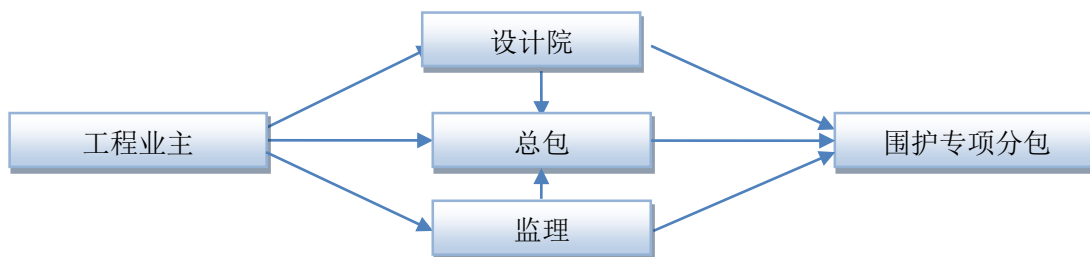 设计院
工程业主
总包
围护专项分包
监理